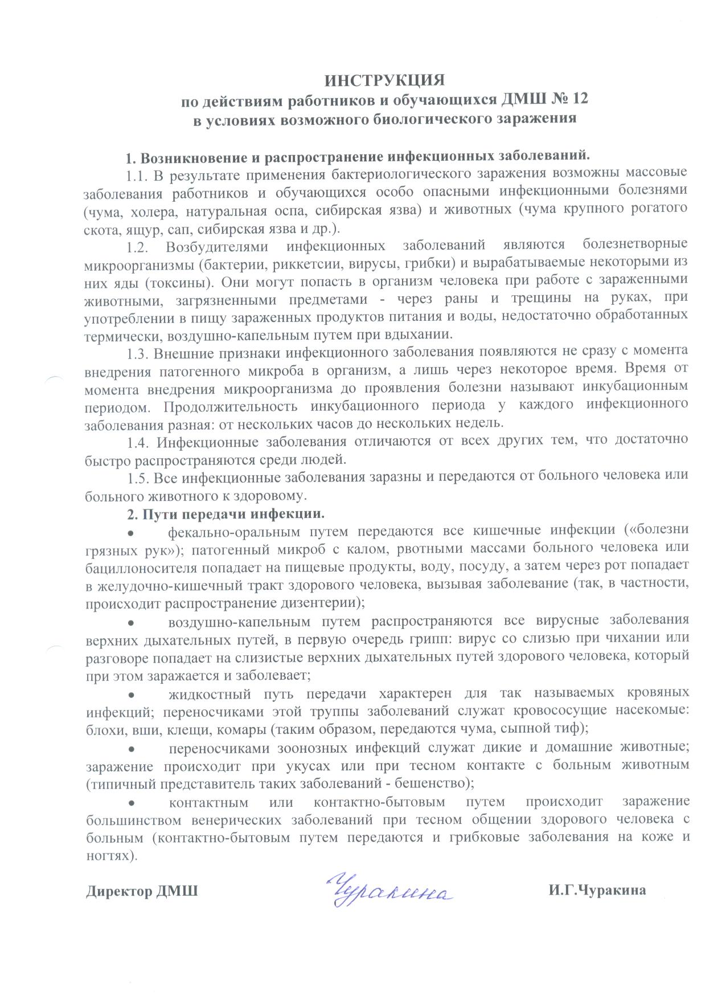 ИНСТРУКЦИЯ
по действиям работников и обучающихся ДМШ № 12
в условиях возможного биологического заражения
1. Возникновение и распространение инфекционных заболеваний.
1.1. В результате применения бактериологического заражения возможны массовые
заболевания работников и обучающихся особо опасными инфекционными болезнями
(чума, холера, натуральная оспа, сибирская язва) и животных (чума крупного рогатого
скота, ящур, сап, сибирская язва и др.).
1.2. Возбудителями инфекционных заболеваний являются болезнетворные
микроорганизмы (бактерии, риккетсии, вирусы, грибки) и вырабатываемые некоторыми из
них яды (токсины). Они могут попасть в организм человека при работе с зараженными
животными, загрязненными предметами - через раны и трещины на руках, при
употреблении в пищу зараженных продуктов питания и воды, недостаточно обработанных
термически, воздушно-капельным путем при вдыхании.
1.3. Внешние признаки инфекционного заболевания появляются не сразу с момента
внедрения патогенного микроба в организм, а лишь через некоторое время. Время от
момента внедрения микроорганизма до проявления болезни называют инкубационным
периодом. Продолжительность инкубационного периода у каждого инфекционного
заболевания разная: от нескольких часов до нескольких недель.
1.4. Инфекционные заболевания отличаются от всех других тем, что достаточно
быстро распространяются среди людей.
1.5. Все инфекционные заболевания заразны и передаются от больного человека или
больного животного к здоровому.
2. Пути передачи инфекции.
• фекально-оральным путем передаются все кишечные инфекции («болезни
грязных рук»); патогенный микроб с калом, рвотными массами больного человека или
бациллоносителя попадает на пищевые продукты, воду, посуду, а затем через рот попадает
в желудочно-кишечный тракт здорового человека, вызывая заболевание (так, в частности,
происходит распространение дизентерии);
• воздушно-капельным путем распространяются все вирусные заболевания
верхних дыхательных путей, в первую очередь грипп: вирус со слизью при чихании или
разговоре попадает на слизистые верхних дыхательных путей здорового человека, который
при этом заражается и заболевает;
• жидкостный путь передачи характерен для так называемых кровяных
инфекций; переносчиками этой труппы заболеваний служат кровососущие насекомые:
блохи, вши, клещи, комары (таким образом, передаются чума, сыпной тиф);
• переносчиками зоонозных инфекций служат дикие и домашние животные;
заражение происходит при укусах или при тесном контакте с больным животным
(типичный представитель таких заболеваний - бешенство);
• контактным или контактно-бытовым путем происходит заражение
большинством венерических заболеваний при тесном общении здорового человека с
больным (контактно-бытовым путем передаются и грибковые заболевания на коже и
ногтях).
Директор ДМШ Чуракина И.Г.Чуракина